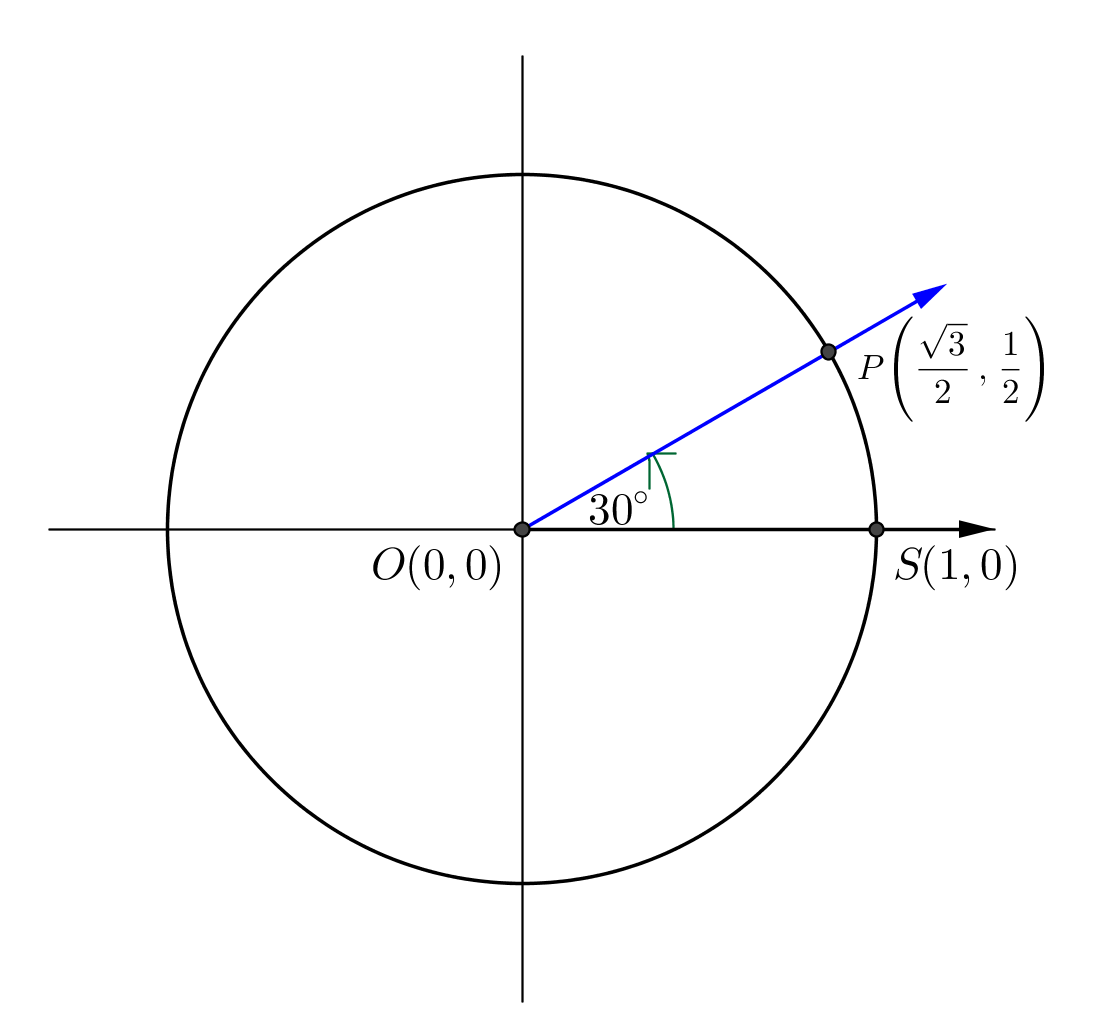 P(√3/2, 1/2)
30°
O(0, 0)
S(1, 0)